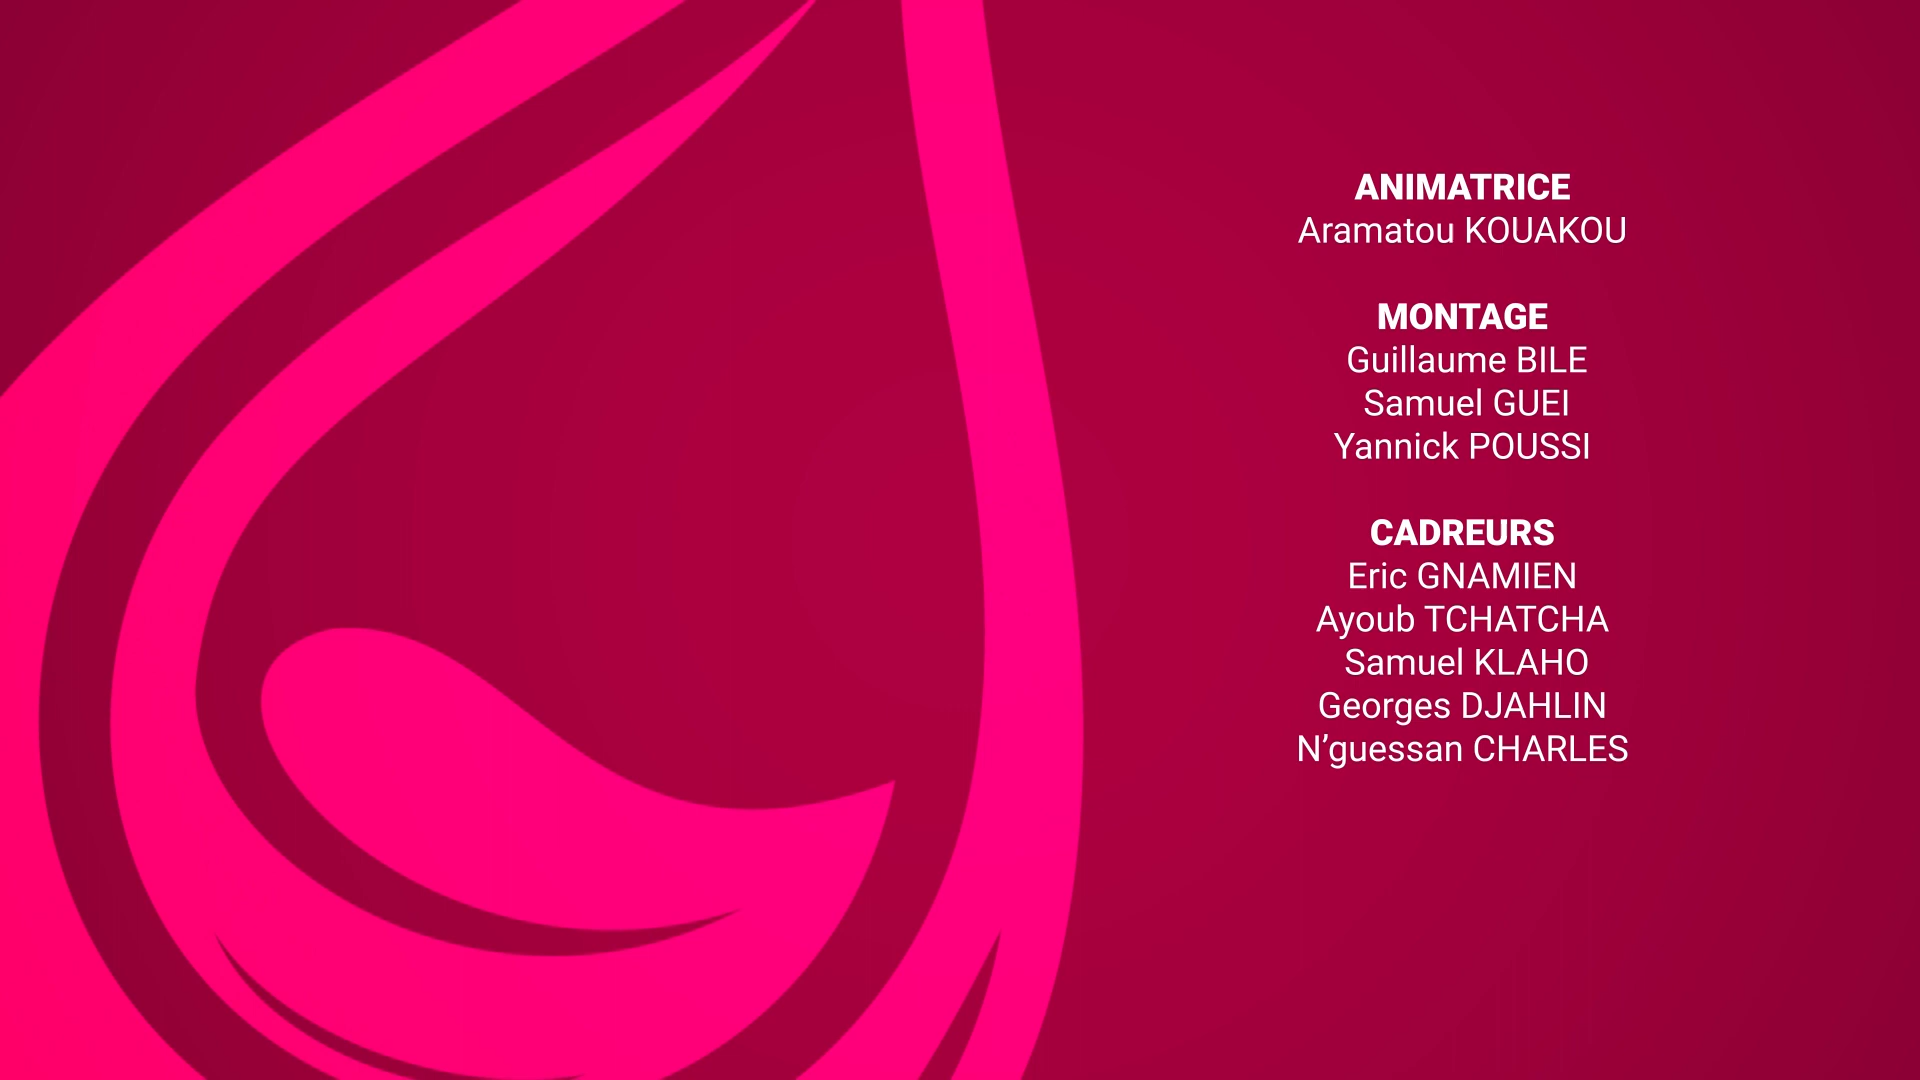 ANIMATRICE
Aramatou KOUAKOU
MONTAGE
Guillaume BILE
Samuel GUEI
Yannick POUSSI
CADREURS
Eric GNAMIEN
Ayoub TCHATCHA
Samuel KLAHO
Georges DJAHLIN
N’guessan CHARLES